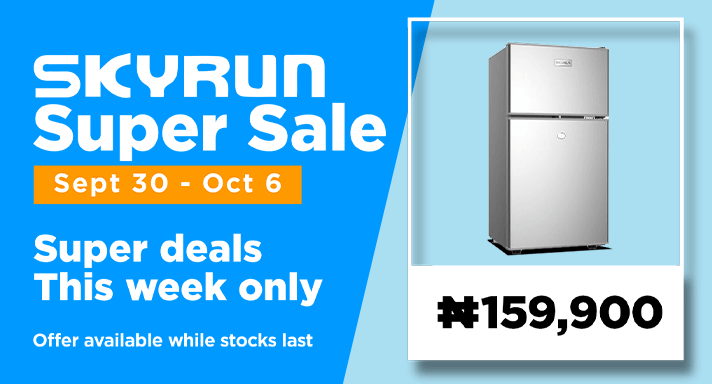 SKYRUN
Super Sale
Sept 30 - Oct 6
Super deals
This week only
Offer available while stocks last
₦159,900